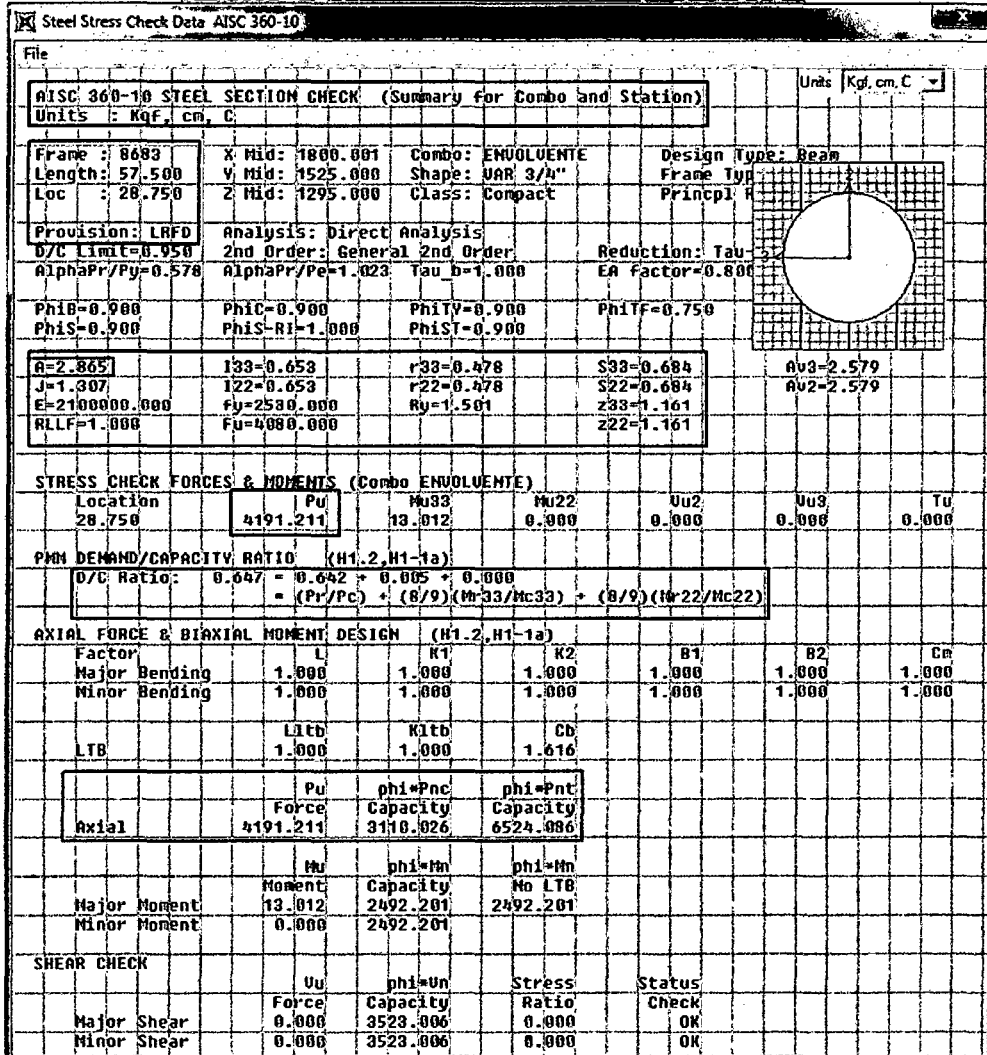 Steel Stress Check Data AISC 360-10
File
Units Kgf, cm, C
AISC 360-10 STEEL SECTION CHECK (Summary for Combo and Station)
Units : Kgf, cm, C
Frame : 8683 X Mid: 1800.001 Combo: ENVOLVENTE Design Type: Beam
Length: 57.500 Y Mid: 1525.000 Shape: VAR 3/4" Frame Typ
Loc : 28.750 Z Mid: 1295.000 Class: Compact Princpl R
Provision: LRFD Analysis: Direct Analysis
D/C Limit=0.950 2nd Order: General 2nd Order Reduction: Tau-
AlphaPr/Py=0.578 AlphaPr/Pe=1.023 Tau_b=1.000 EA factor=0.800
PhiB=0.900 PhiC=0.900 PhiTY=0.900 PhiTF=0.750
PhiS=0.900 PhiS-RI=1.000 PhiST=0.900
A=2.865 I33=0.653 r33=0.478 S33=0.684 Av3=2.579
J=1.307 I22=0.653 r22=0.478 S22=0.684 Av2=2.579
E=2100000.000 fy=2530.000 Ry=1.501 z33=1.161
RLLF=1.000 Fu=4080.000 z22=1.161
STRESS CHECK FORCES & MOMENTS (Combo ENVOLVENTE)
Location Pu Mu33 Mu22 Vu2 Vu3 Tu
28.750 4191.211 13.012 0.000 0.000 0.000 0.000
PMM DEMAND/CAPACITY RATIO (H1.2,H1-1a)
D/C Ratio: 0.647 = 0.642 + 0.005 + 0.000
= (Pr/Pc) + (8/9)(Mr33/Mc33) + (8/9)(Mr22/Mc22)
AXIAL FORCE & BIAXIAL MOMENT DESIGN (H1.2,H1-1a)
Factor L K1 K2 B1 B2 Cm
Major Bending 1.000 1.000 1.000 1.000 1.000 1.000
Minor Bending 1.000 1.000 1.000 1.000 1.000 1.000
Lltb Kltb Cb
LTB 1.000 1.000 1.616
Pu phi*Pnc phi*Pnt
Force Capacity Capacity
Axial 4191.211 3110.026 6524.086
Mu phi*Mn phi*Mn
Moment Capacity No LTB
Major Moment 13.012 2492.201 2492.201
Minor Moment 0.000 2492.201
SHEAR CHECK
Vu phi*Vn Stress Status
Force Capacity Ratio Check
Major Shear 0.000 3523.006 0.000 OK
Minor Shear 0.000 3523.006 0.000 OK